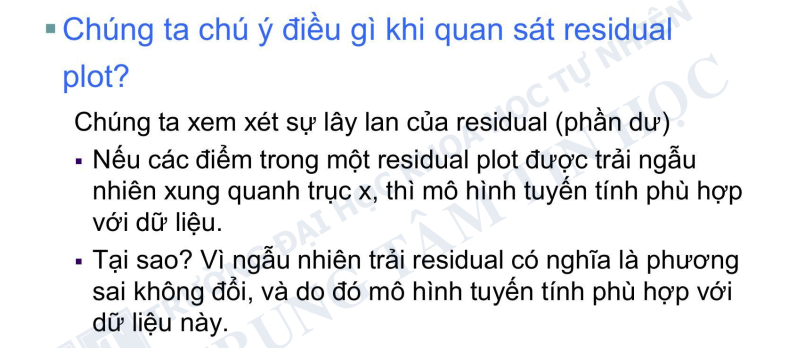 Chúng ta chú ý điều gì khi quan sát residual
plot?
Chúng ta xem xét sự lây lan của residual (phần dư)
Nếu các điểm trong một residual plot được trải ngẫu
nhiên xung quanh trục x, thì mô hình tuyến tính phù hợp
với dữ liệu.
Tại sao? Vì ngẫu nhiên trải residual có nghĩa là phương
sai không đổi, và do đó mô hình tuyến tính phù hợp với
dữ liệu này.
TRƯỜNG ĐẠI HỌC KHOA HỌC TỰ NHIÊN
TRUNG TÂM TIN HỌC